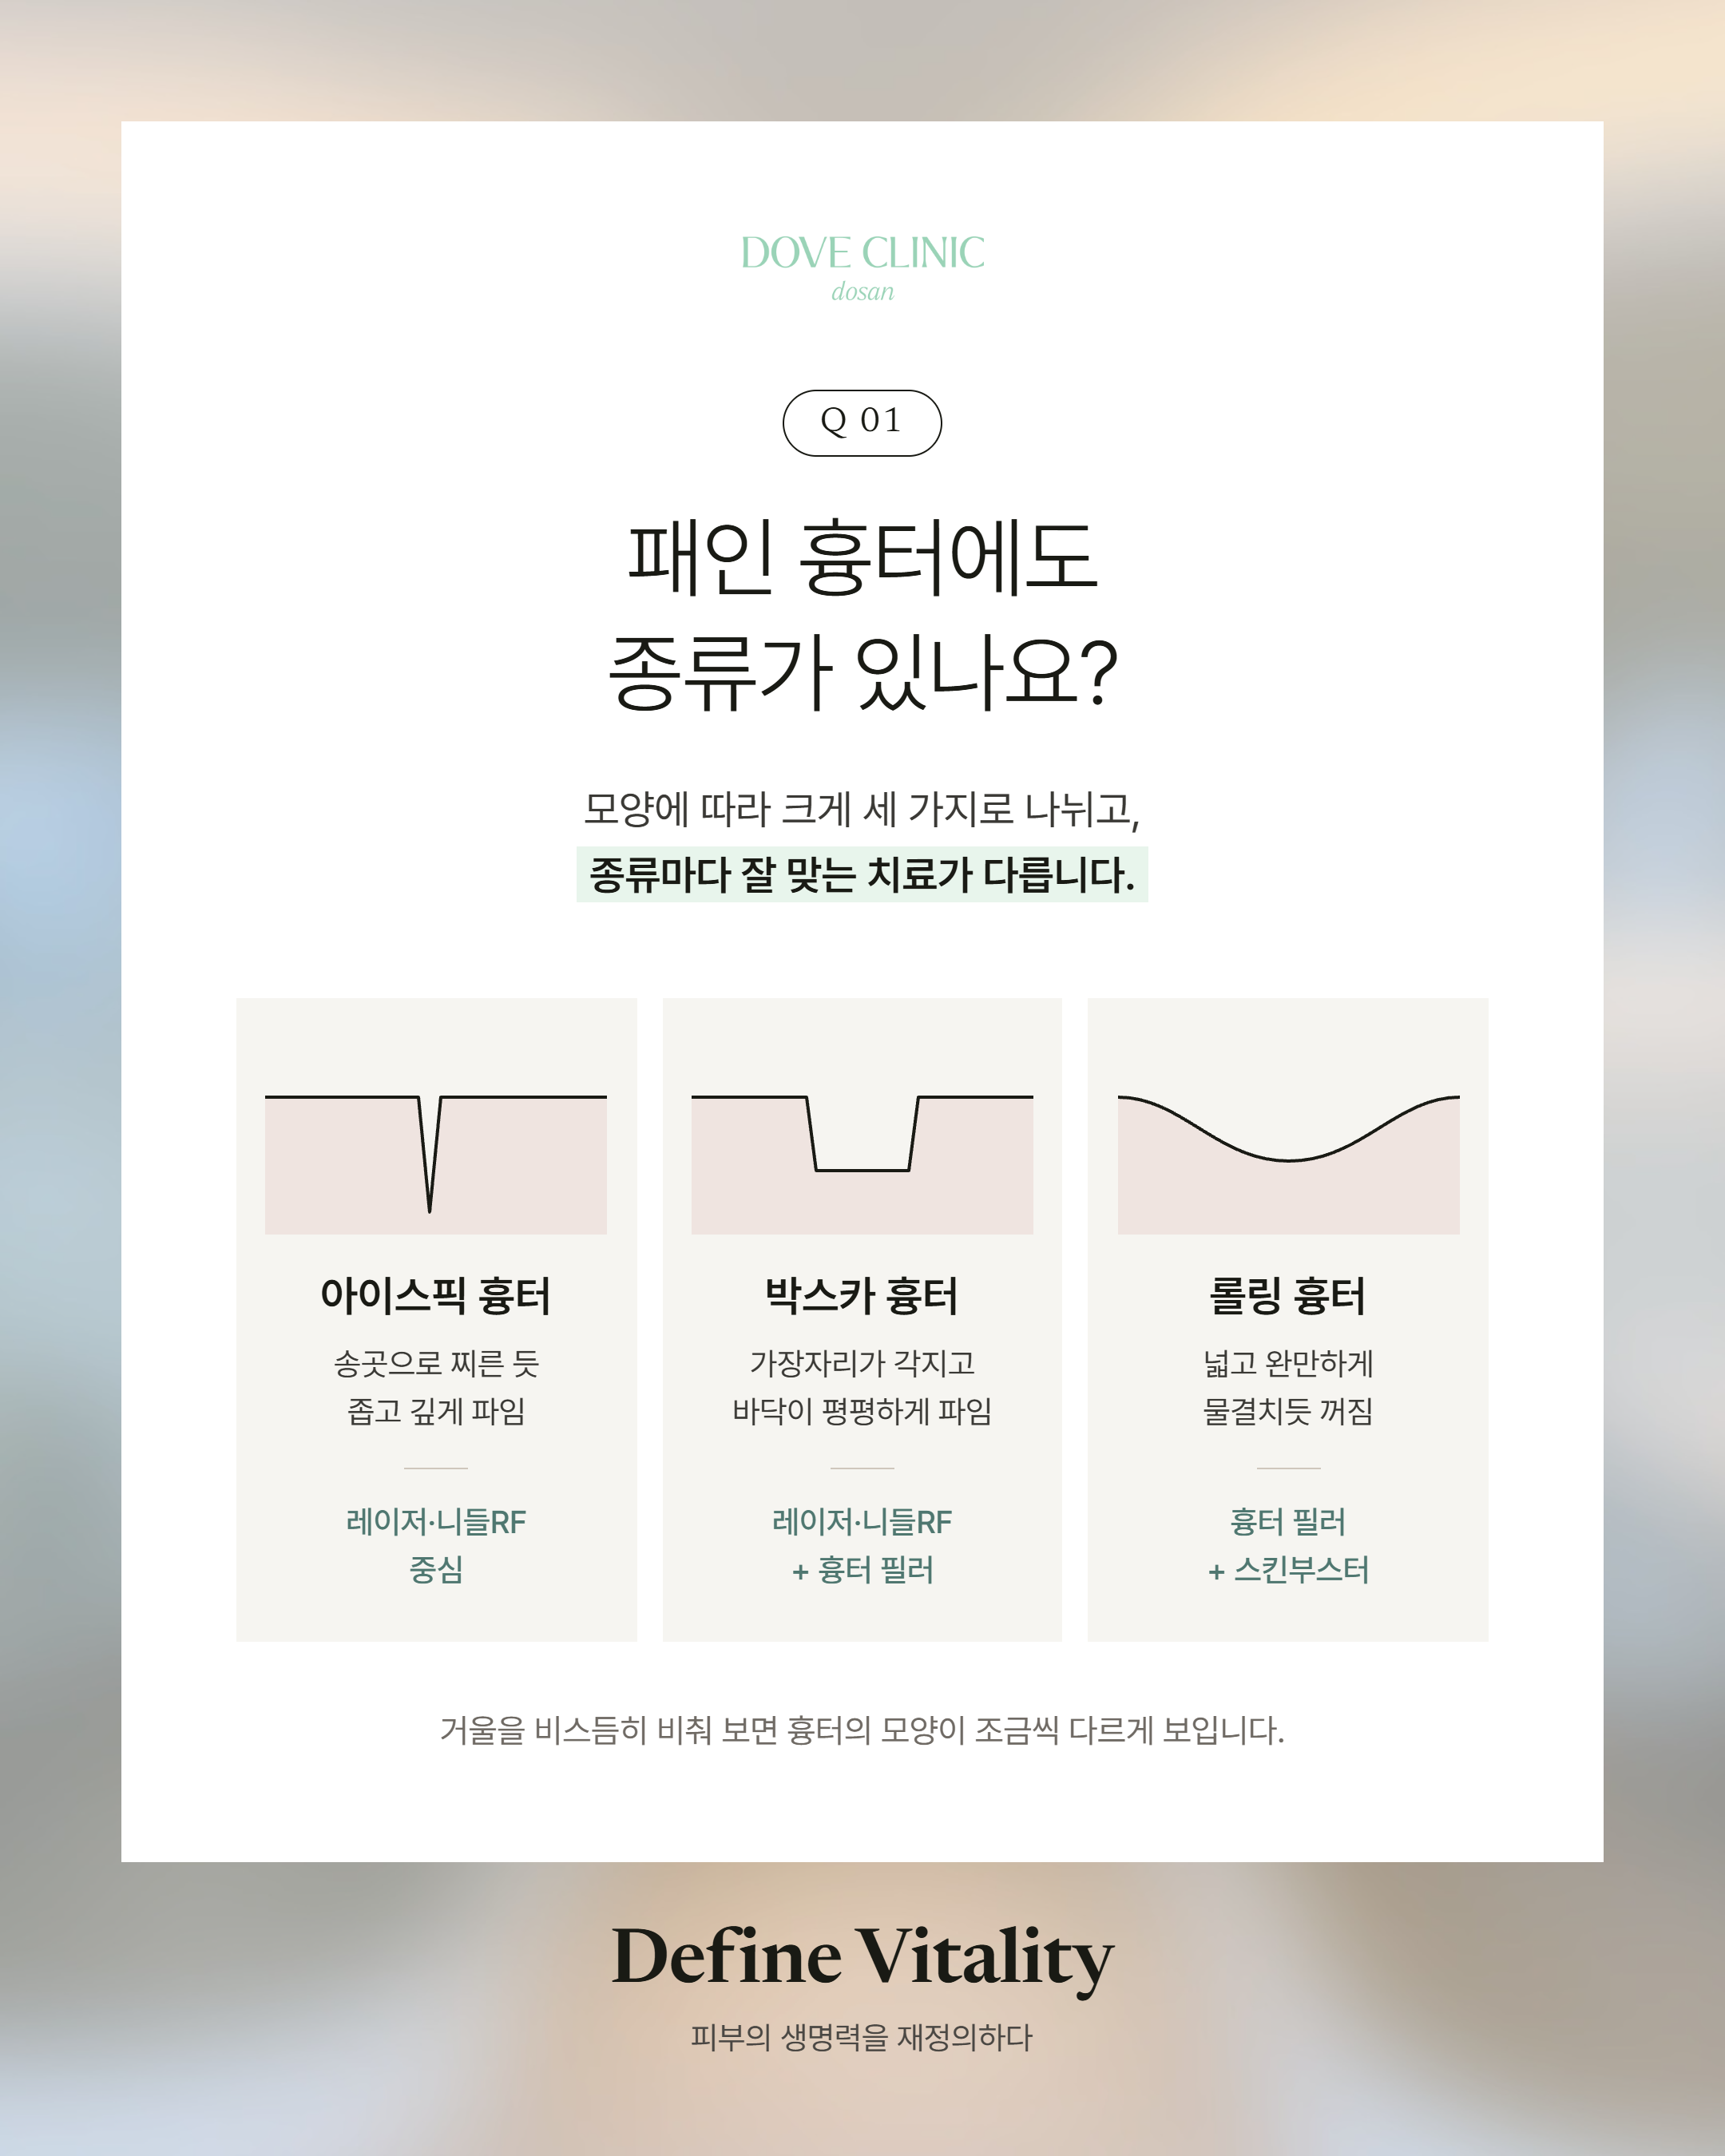 DOVE CLINIC
dosan
Q 01
패인 흉터에도
종류가 있나요?
모양에 따라 크게 세 가지로 나뉘고,
종류마다 잘 맞는 치료가 다릅니다.
아이스픽 흉터
송곳으로 찌른 듯
좁고 깊게 파임
레이저·니들RF
중심
박스카 흉터
가장자리가 각지고
바닥이 평평하게 파임
레이저·니들RF
+ 흉터 필러
롤링 흉터
넓고 완만하게
물결치듯 꺼짐
흉터 필러
+ 스킨부스터
거울을 비스듬히 비춰 보면 흉터의 모양이 조금씩 다르게 보입니다.
Define Vitality
피부의 생명력을 재정의하다